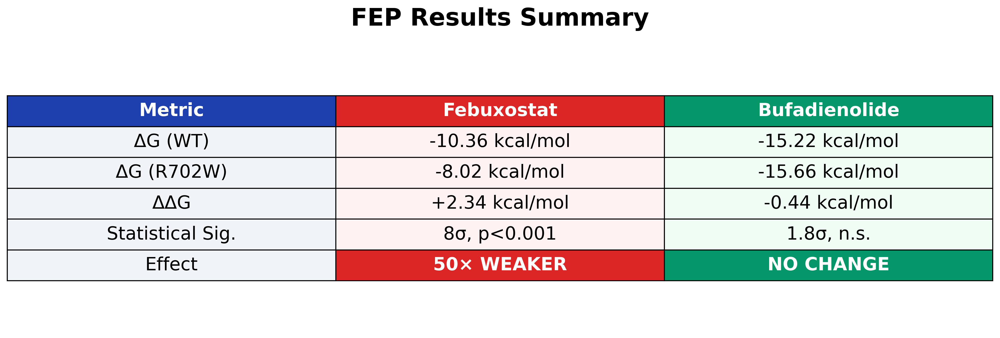 FEP Results Summary
Metric Febuxostat Bufadienolide
ΔG (WT) -10.36 kcal/mol -15.22 kcal/mol
ΔG (R702W) -8.02 kcal/mol -15.66 kcal/mol
ΔΔG +2.34 kcal/mol -0.44 kcal/mol
Statistical Sig. 8σ, p<0.001 1.8σ, n.s.
Effect 50× WEAKER NO CHANGE